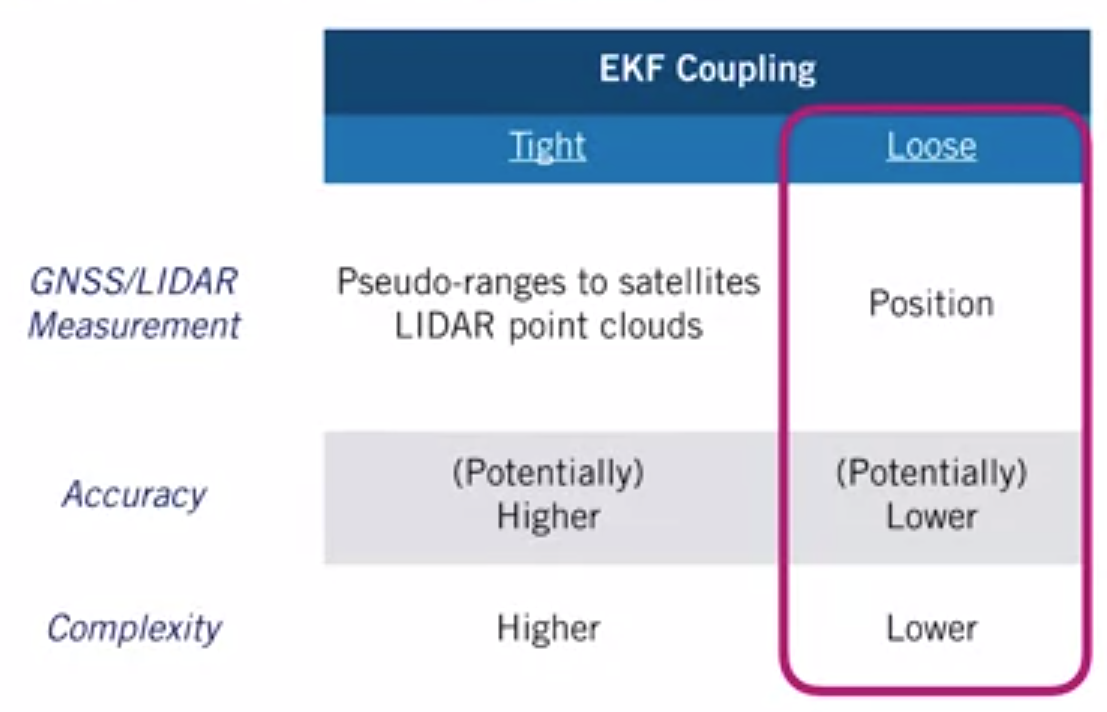 EKF Coupling
Tight Loose
GNSS/LIDAR
Measurement
Pseudo-ranges to satellites
LIDAR point clouds
Position
Accuracy
(Potentially)
Higher
(Potentially)
Lower
Complexity
Higher
Lower